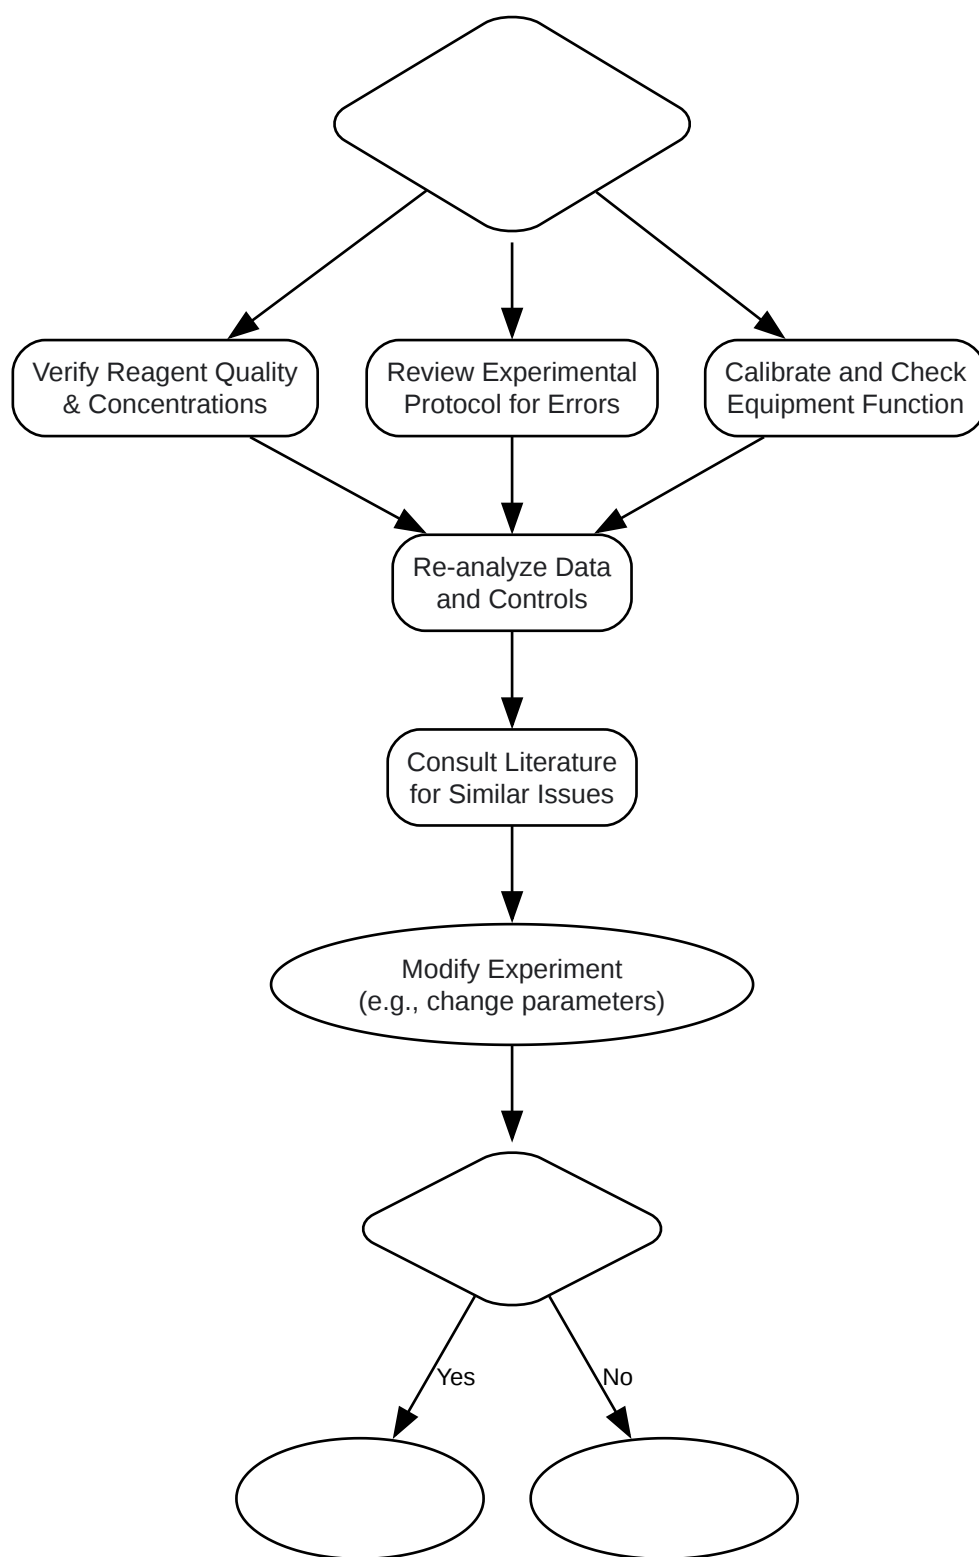 Verify Reagent Quality
& Concentrations
Review Experimental
Protocol for Errors
Calibrate and Check
Equipment Function
Re-analyze Data
and Controls
Consult Literature
for Similar Issues
Modify Experiment
(e.g., change parameters)
Yes
No